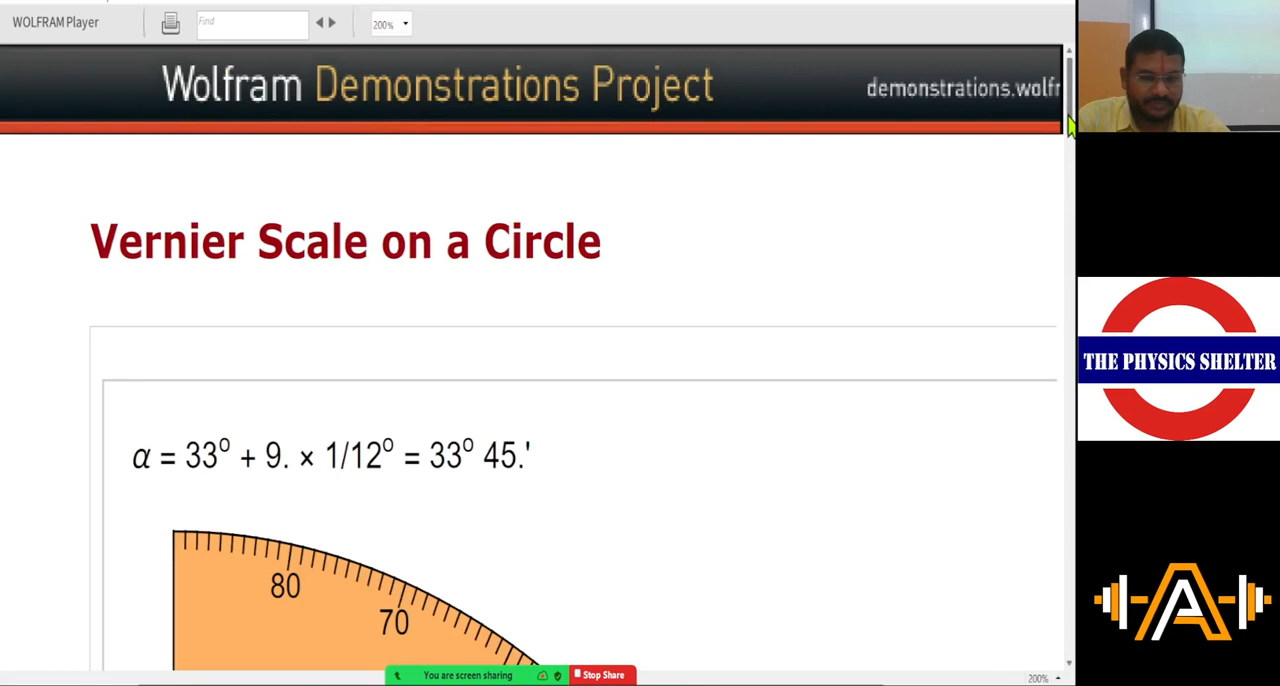 WOLFRAM Player
Find
200%
Wolfram Demonstrations Project
demonstrations.wolfr
Vernier Scale on a Circle
α = 33° + 9. × 1/12° = 33° 45.'
80
70
THE PHYSICS SHELTER
A
You are screen sharing
Stop Share
200%